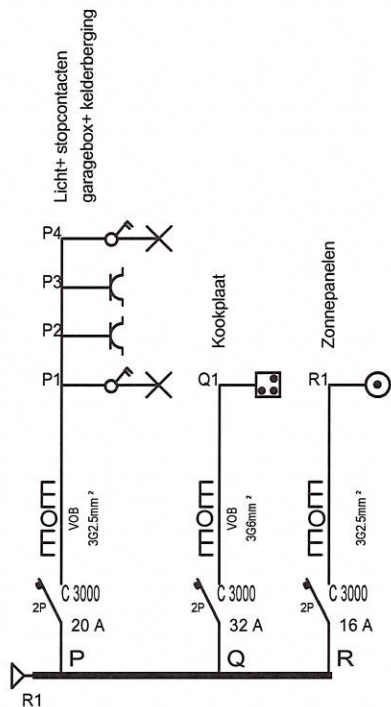 Licht+ stopcontacten
garagebox+ kelderberging
P4
P3
P2
P1
VOB
3G2.5mm²
2P
C 3000
20 A
P
Kookplaat
Q1
VOB
3G6mm²
2P
C 3000
32 A
Q
Zonnepanelen
R1
3G2.5mm²
2P
C 3000
16 A
R
R1